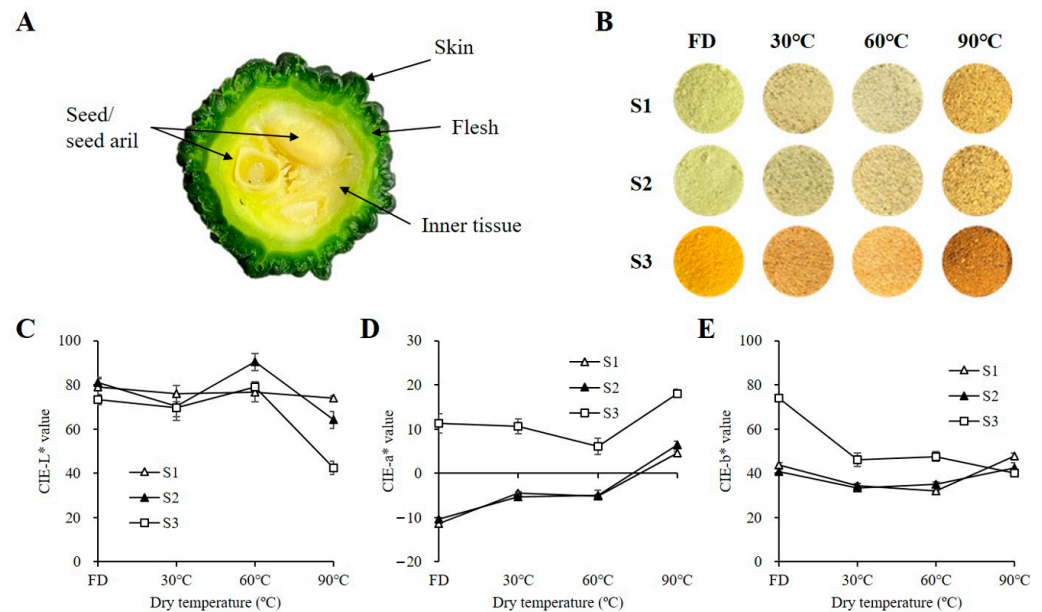 A
Skin
Seed/
seed aril
Flesh
Inner tissue
B
FD 30℃ 60℃ 90℃
S1
S2
S3
C
100
80
60
40
20
0
CIE-L* value
S1
S2
S3
FD 30℃ 60℃ 90℃
Dry temperature (℃)
D
30
20
10
0
−10
−20
CIE-a* value
S1
S2
S3
FD 30℃ 60℃ 90℃
Dry temperature (℃)
E
100
80
60
40
20
0
CIE-b* value
S1
S2
S3
FD 30℃ 60℃ 90℃
Dry temperature (℃)